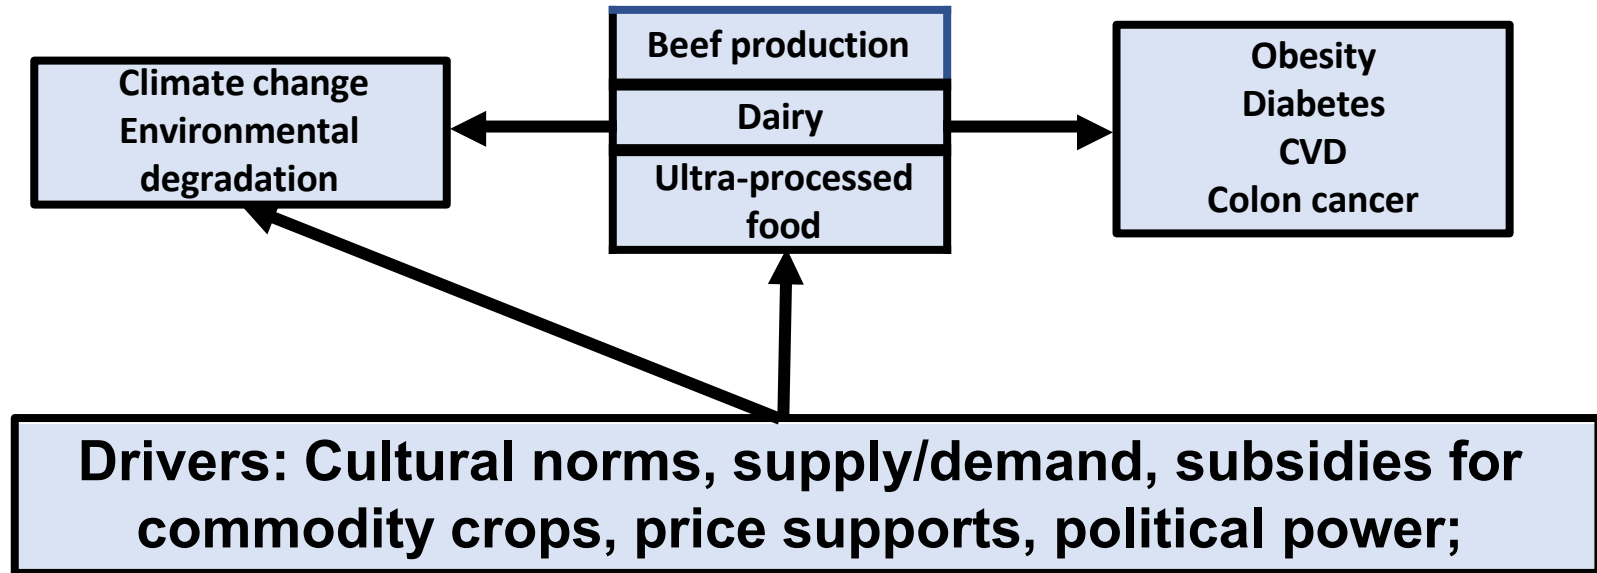 Climate change
Environmental
degradation
Beef production
Dairy
Ultra-processed
food
Obesity
Diabetes
CVD
Colon cancer
Drivers: Cultural norms, supply/demand, subsidies for
commodity crops, price supports, political power;